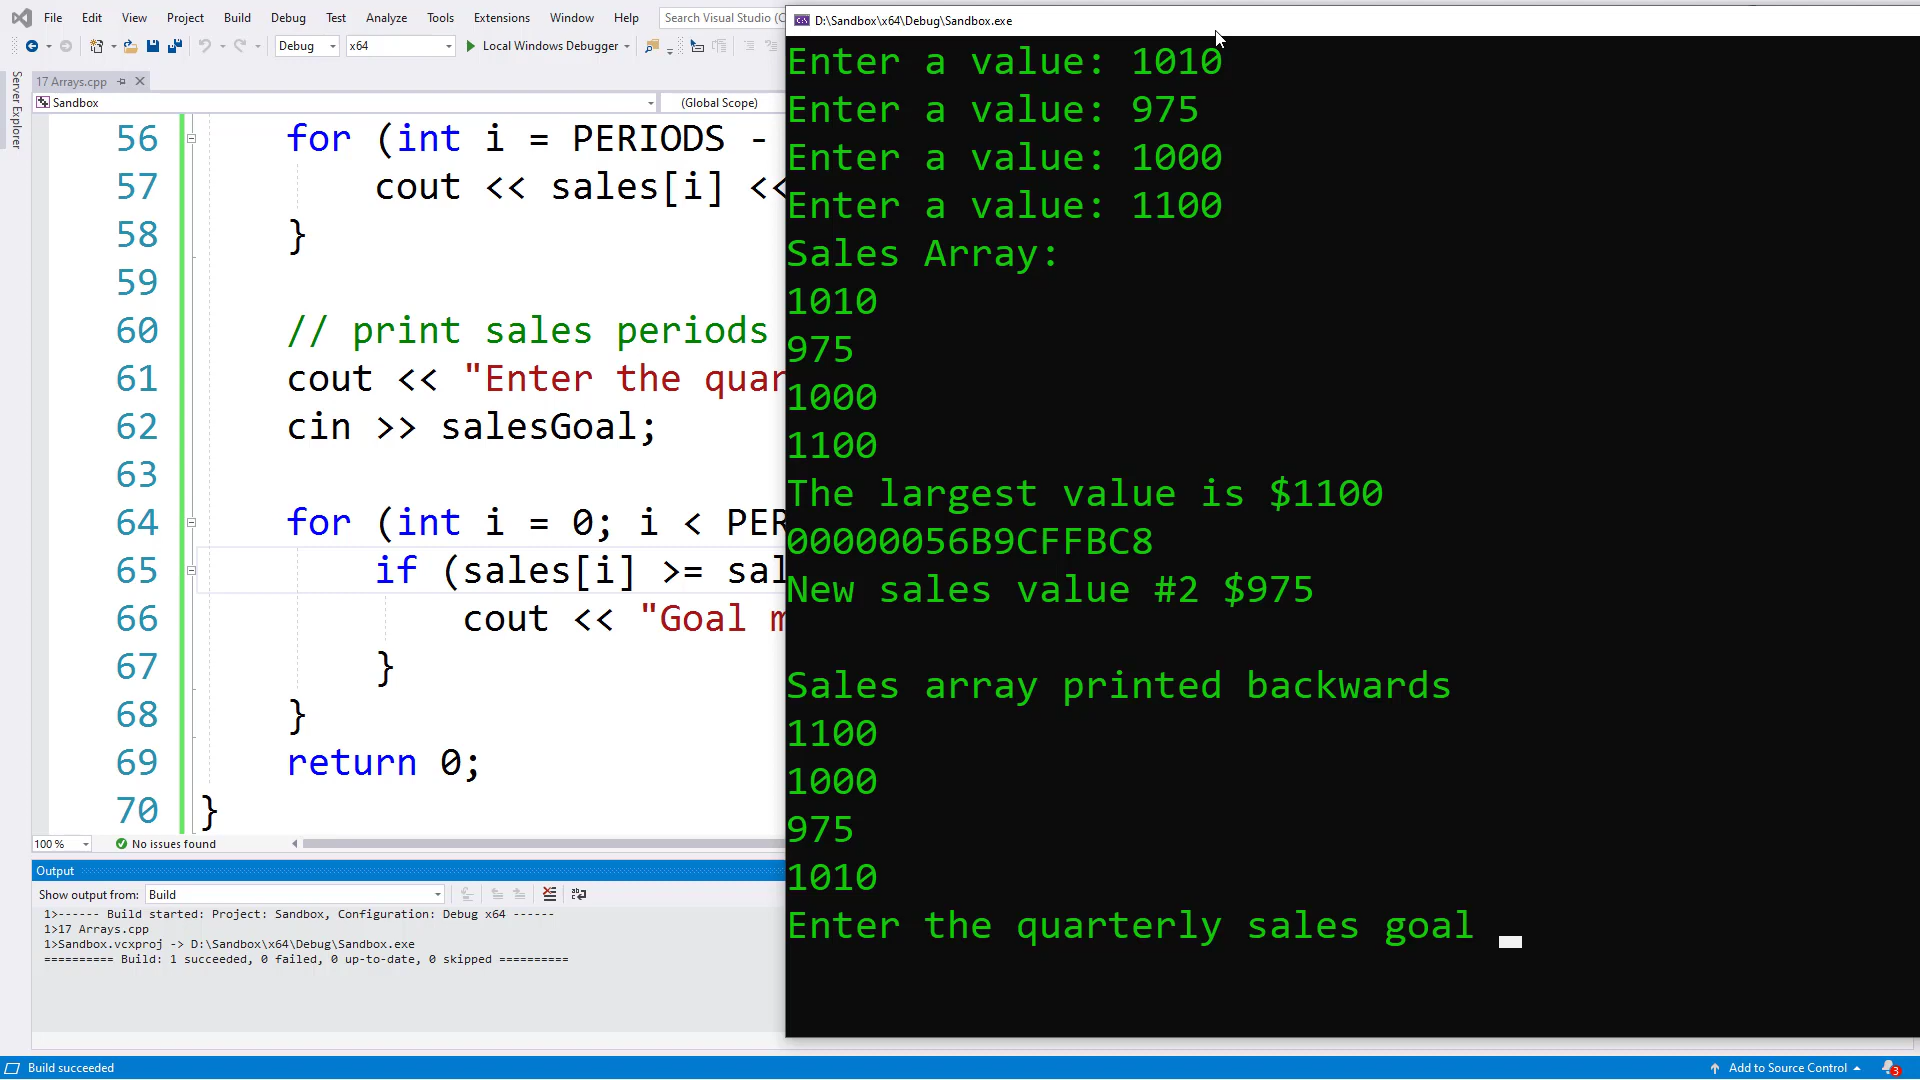 File Edit View Project Build Debug Test Analyze Tools Extensions Window Help Search Visual Studio (
Debug x64 Local Windows Debugger
Server Explorer
17 Arrays.cpp
Sandbox (Global Scope)
56 for (int i = PERIODS -
57 cout << sales[i] <<
58 }
59
60 // print sales periods
61 cout << "Enter the quar
62 cin >> salesGoal;
63
64 for (int i = 0; i < PER
65 if (sales[i] >= sal
66 cout << "Goal m
67 }
68 }
69 return 0;
70 }
100 % No issues found
Output
Show output from: Build
1>------ Build started: Project: Sandbox, Configuration: Debug x64 ------
1>17 Arrays.cpp
1>Sandbox.vcxproj -> D:\Sandbox\x64\Debug\Sandbox.exe
========== Build: 1 succeeded, 0 failed, 0 up-to-date, 0 skipped ==========
D:\Sandbox\x64\Debug\Sandbox.exe
Enter a value: 1010
Enter a value: 975
Enter a value: 1000
Enter a value: 1100
Sales Array:
1010
975
1000
1100
The largest value is $1100
00000056B9CFFBC8
New sales value #2 $975
Sales array printed backwards
1100
1000
975
1010
Enter the quarterly sales goal
Build succeeded
Add to Source Control
3